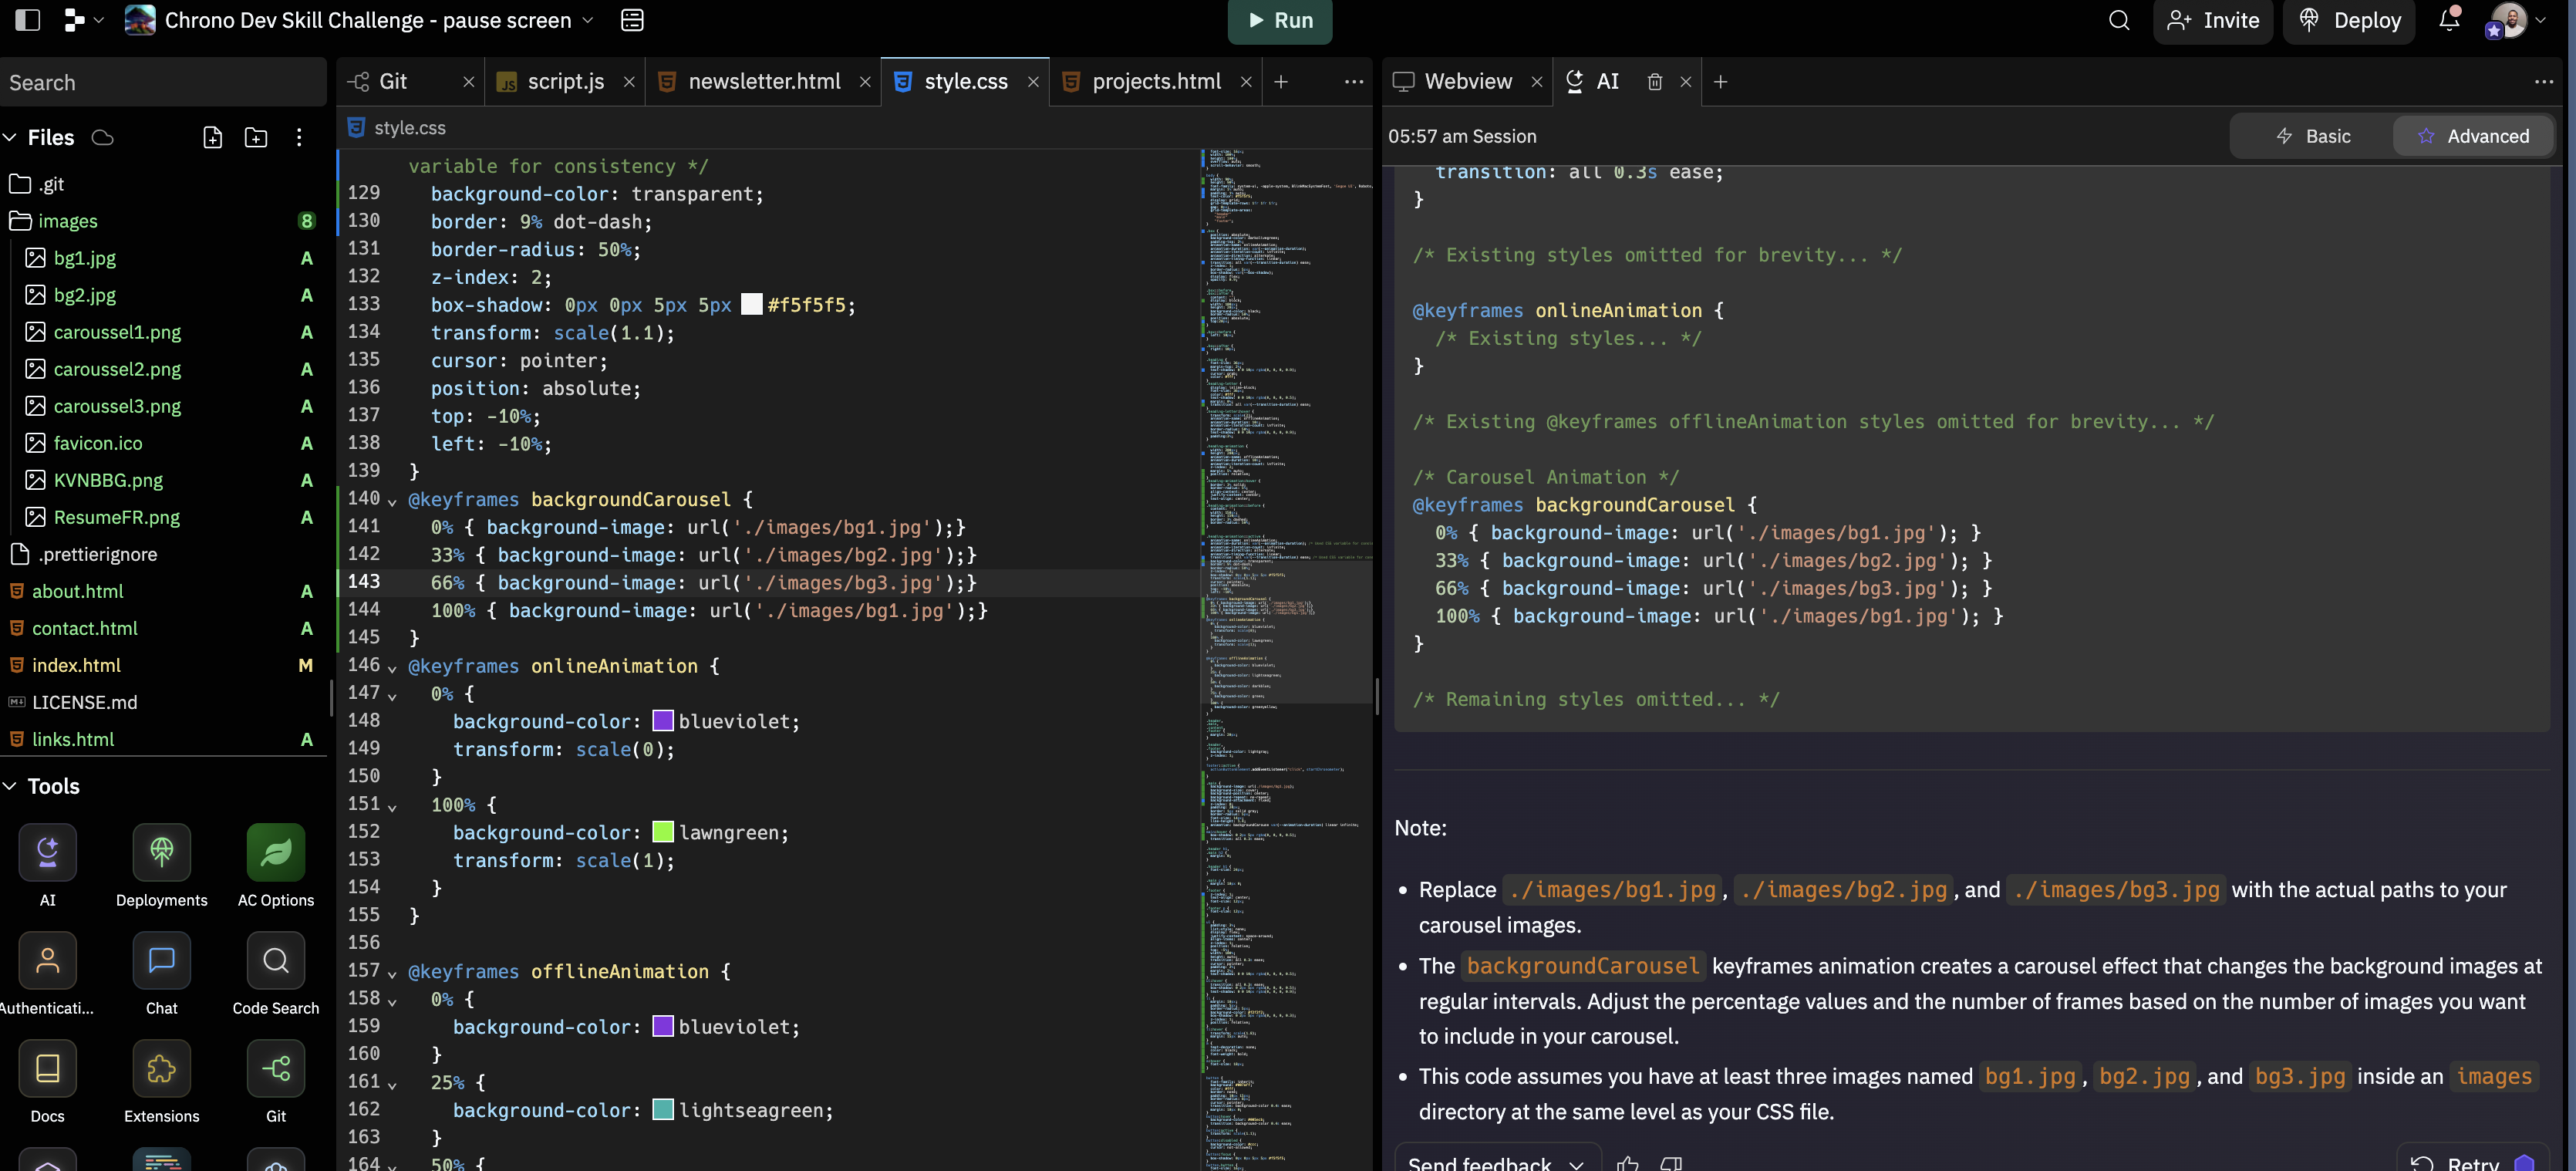 Chrono Dev Skill Challenge - pause screen
Run
Invite
Deploy
Search
Files
.git
images 8
bg1.jpg A
bg2.jpg A
caroussel1.png A
caroussel2.png A
caroussel3.png A
favicon.ico A
KVNBBG.png A
ResumeFR.png A
.prettierignore
about.html A
contact.html A
index.html M
LICENSE.md
links.html A
Tools
AI
Deployments
AC Options
Authenticati...
Chat
Code Search
Docs
Extensions
Git
Git
JS script.js
newsletter.html
style.css
projects.html
style.css
variable for consistency */
129 background-color: transparent;
130 border: 9% dot-dash;
131 border-radius: 50%;
132 z-index: 2;
133 box-shadow: 0px 0px 5px 5px #f5f5f5;
134 transform: scale(1.1);
135 cursor: pointer;
136 position: absolute;
137 top: -10%;
138 left: -10%;
139 }
140 @keyframes backgroundCarousel {
141 0% { background-image: url('./images/bg1.jpg');}
142 33% { background-image: url('./images/bg2.jpg');}
143 66% { background-image: url('./images/bg3.jpg');}
144 100% { background-image: url('./images/bg1.jpg');}
145 }
146 @keyframes onlineAnimation {
147 0% {
148 background-color: blueviolet;
149 transform: scale(0);
150 }
151 100% {
152 background-color: lawngreen;
153 transform: scale(1);
154 }
155 }
156
157 @keyframes offlineAnimation {
158 0% {
159 background-color: blueviolet;
160 }
161 25% {
162 background-color: lightseagreen;
163 }
164 50% {
Webview
AI
05:57 am Session
Basic
Advanced
transition: all 0.3s ease;
}
/* Existing styles omitted for brevity... */
@keyframes onlineAnimation {
/* Existing styles... */
}
/* Existing @keyframes offlineAnimation styles omitted for brevity... */
/* Carousel Animation */
@keyframes backgroundCarousel {
0% { background-image: url('./images/bg1.jpg'); }
33% { background-image: url('./images/bg2.jpg'); }
66% { background-image: url('./images/bg3.jpg'); }
100% { background-image: url('./images/bg1.jpg'); }
}
/* Remaining styles omitted... */
Note:
• Replace ./images/bg1.jpg, ./images/bg2.jpg, and ./images/bg3.jpg with the actual paths to your
carousel images.
• The backgroundCarousel keyframes animation creates a carousel effect that changes the background images at
regular intervals. Adjust the percentage values and the number of frames based on the number of images you want
to include in your carousel.
• This code assumes you have at least three images named bg1.jpg, bg2.jpg, and bg3.jpg inside an images
directory at the same level as your CSS file.
Send feedback
Retry